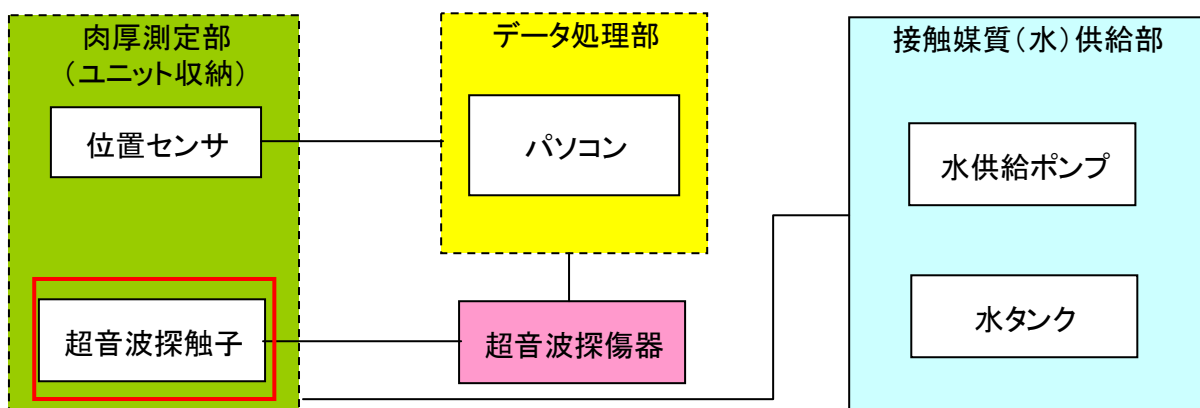 肉厚測定部
（ユニット収納）
位置センサ
超音波探触子
データ処理部
パソコン
超音波探傷器
接触媒質（水）供給部
水供給ポンプ
水タンク